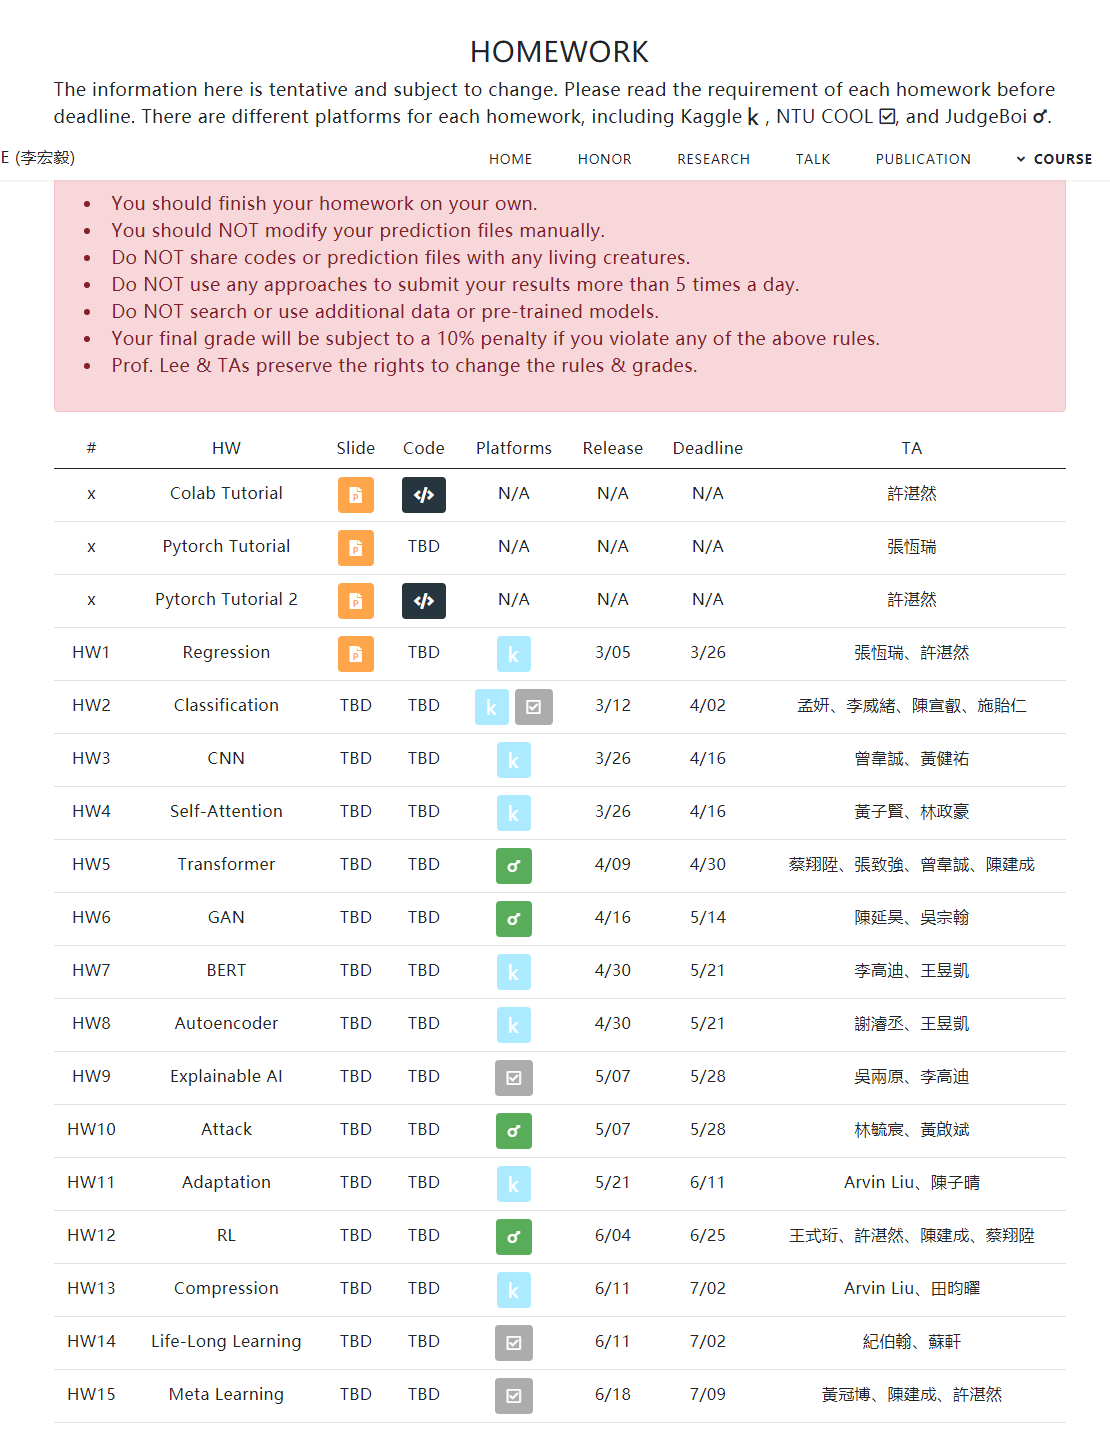 HOMEWORK
The information here is tentative and subject to change. Please read the requirement of each homework before
deadline. There are different platforms for each homework, including Kaggle k , NTU COOL , and JudgeBoi .
E (李宏毅) HOME HONOR RESEARCH TALK PUBLICATION COURSE
• You should finish your homework on your own.
• You should NOT modify your prediction files manually.
• Do NOT share codes or prediction files with any living creatures.
• Do NOT use any approaches to submit your results more than 5 times a day.
• Do NOT search or use additional data or pre-trained models.
• Your final grade will be subject to a 10% penalty if you violate any of the above rules.
• Prof. Lee & TAs preserve the rights to change the rules & grades.
# HW Slide Code Platforms Release Deadline TA
x Colab Tutorial P </> N/A N/A N/A 許湛然
x Pytorch Tutorial P TBD N/A N/A N/A 張恆瑞
x Pytorch Tutorial 2 P </> N/A N/A N/A 許湛然
HW1 Regression P TBD k 3/05 3/26 張恆瑞、許湛然
HW2 Classification TBD TBD k 3/12 4/02 孟妍、李威緒、陳宣叡、施貽仁
HW3 CNN TBD TBD k 3/26 4/16 曾韋誠、黃健祐
HW4 Self-Attention TBD TBD k 3/26 4/16 黃子賢、林政豪
HW5 Transformer TBD TBD 4/09 4/30 蔡翔陞、張致強、曾韋誠、陳建成
HW6 GAN TBD TBD 4/16 5/14 陳延昊、吳宗翰
HW7 BERT TBD TBD k 4/30 5/21 李高迪、王昱凱
HW8 Autoencoder TBD TBD k 4/30 5/21 謝濬丞、王昱凱
HW9 Explainable AI TBD TBD 5/07 5/28 吳兩原、李高迪
HW10 Attack TBD TBD 5/07 5/28 林毓宸、黃啟斌
HW11 Adaptation TBD TBD k 5/21 6/11 Arvin Liu、陳子晴
HW12 RL TBD TBD 6/04 6/25 王式珩、許湛然、陳建成、蔡翔陞
HW13 Compression TBD TBD k 6/11 7/02 Arvin Liu、田昀曜
HW14 Life-Long Learning TBD TBD 6/11 7/02 紀伯翰、蘇軒
HW15 Meta Learning TBD TBD 6/18 7/09 黃冠博、陳建成、許湛然